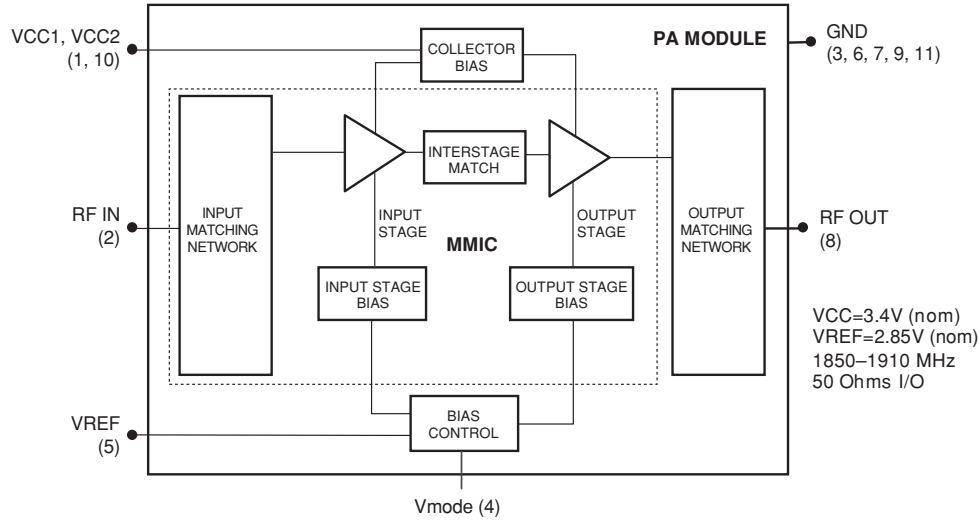 VCC1, VCC2
(1, 10)
COLLECTOR
BIAS
PA MODULE
GND
(3, 6, 7, 9, 11)
INTERSTAGE
MATCH
RF IN
(2)
INPUT
MATCHING
NETWORK
INPUT
STAGE
MMIC
OUTPUT
STAGE
OUTPUT
MATCHING
NETWORK
RF OUT
(8)
INPUT STAGE
BIAS
OUTPUT STAGE
BIAS
VCC=3.4V (nom)
VREF=2.85V (nom)
1850–1910 MHz
50 Ohms I/O
VREF
(5)
BIAS
CONTROL
Vmode (4)